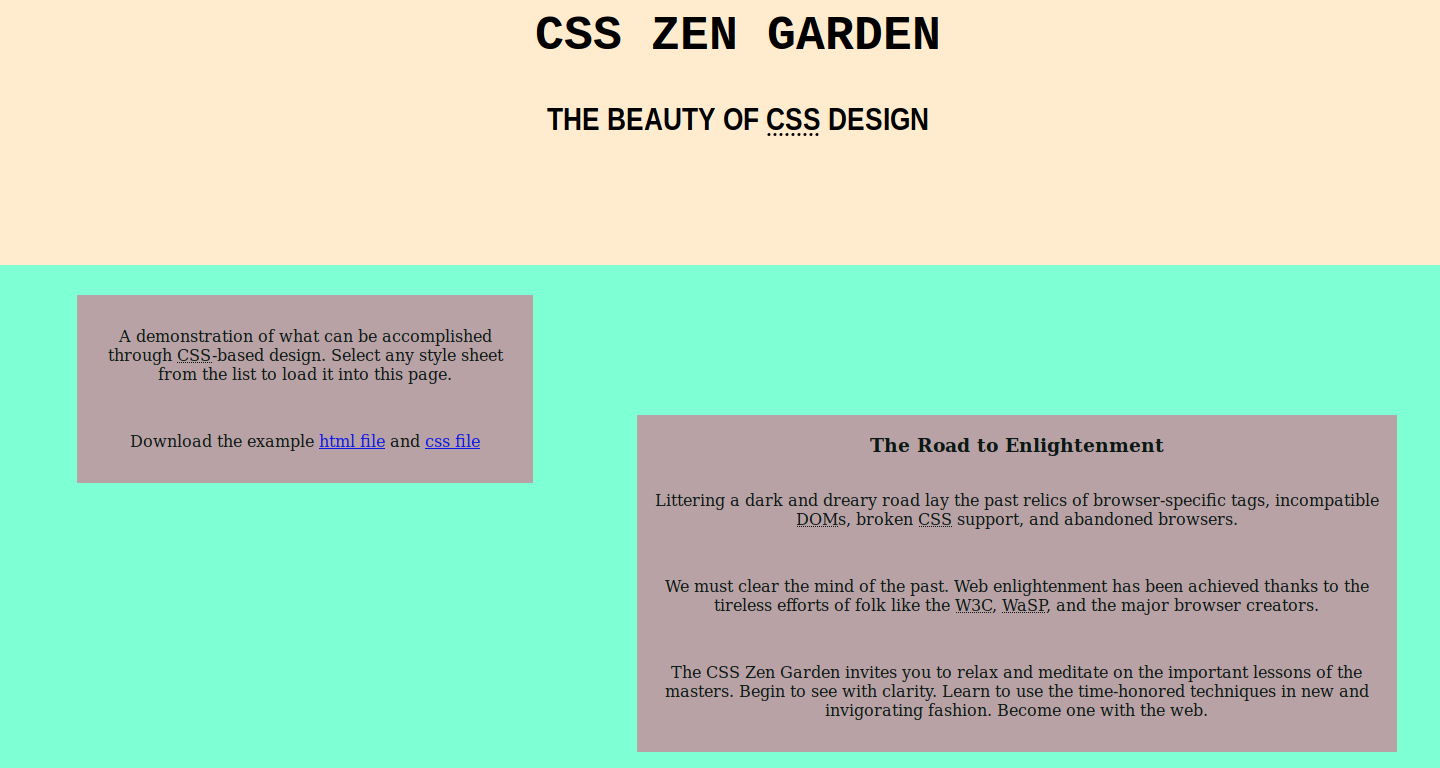 CSS ZEN GARDEN
THE BEAUTY OF CSS DESIGN
A demonstration of what can be accomplished
through CSS-based design. Select any style sheet
from the list to load it into this page.
Download the example html file and css file
The Road to Enlightenment
Littering a dark and dreary road lay the past relics of browser-specific tags, incompatible
DOMs, broken CSS support, and abandoned browsers.
We must clear the mind of the past. Web enlightenment has been achieved thanks to the
tireless efforts of folk like the W3C, WaSP, and the major browser creators.
The CSS Zen Garden invites you to relax and meditate on the important lessons of the
masters. Begin to see with clarity. Learn to use the time-honored techniques in new and
invigorating fashion. Become one with the web.